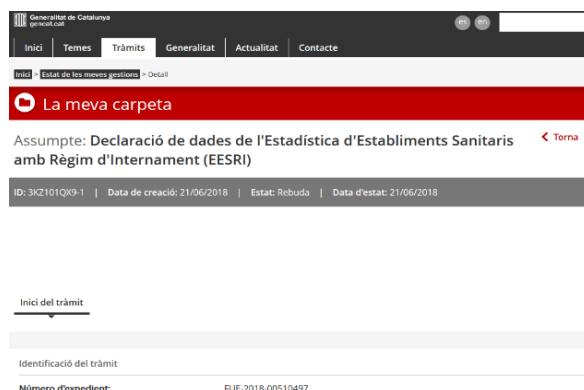 Generalitat de Catalunya
gencat.cat
es en
Inici Temes Tràmits Generalitat Actualitat Contacte
Inici > Estat de les meves gestions > Detall
La meva carpeta
Assumpte: Declaració de dades de l'Estadística d'Establiments Sanitaris
amb Règim d'Internament (EESRI)
Torna
ID: 3KZ101QX9-1 | Data de creació: 21/06/2018 | Estat: Rebuda | Data d'estat: 21/06/2018
Inici del tràmit
Identificació del tràmit
Número d'expedient: FUE-2018-00510497